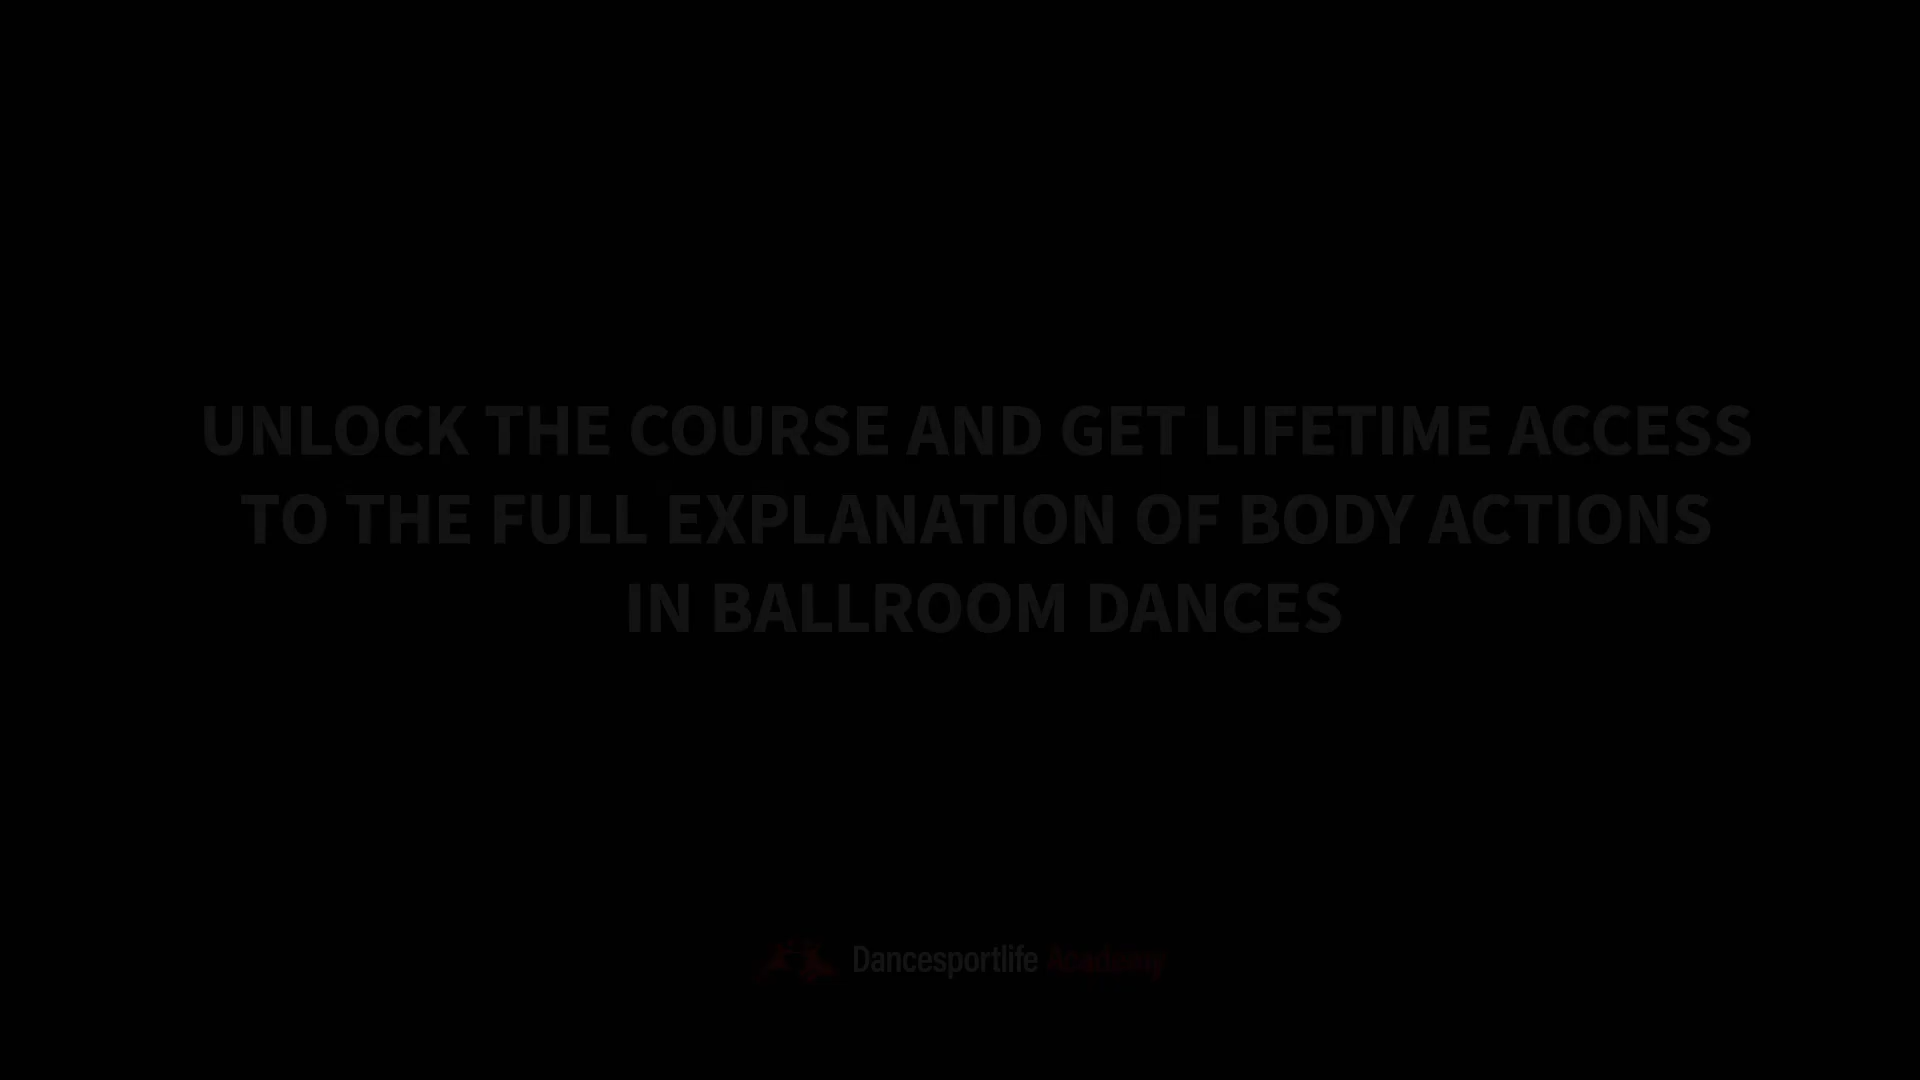 UNLOCK THE COURSE AND GET LIFETIME ACCESS
TO THE FULL EXPLANATION OF BODY ACTIONS
IN BALLROOM DANCES
Dancesportlife Academy